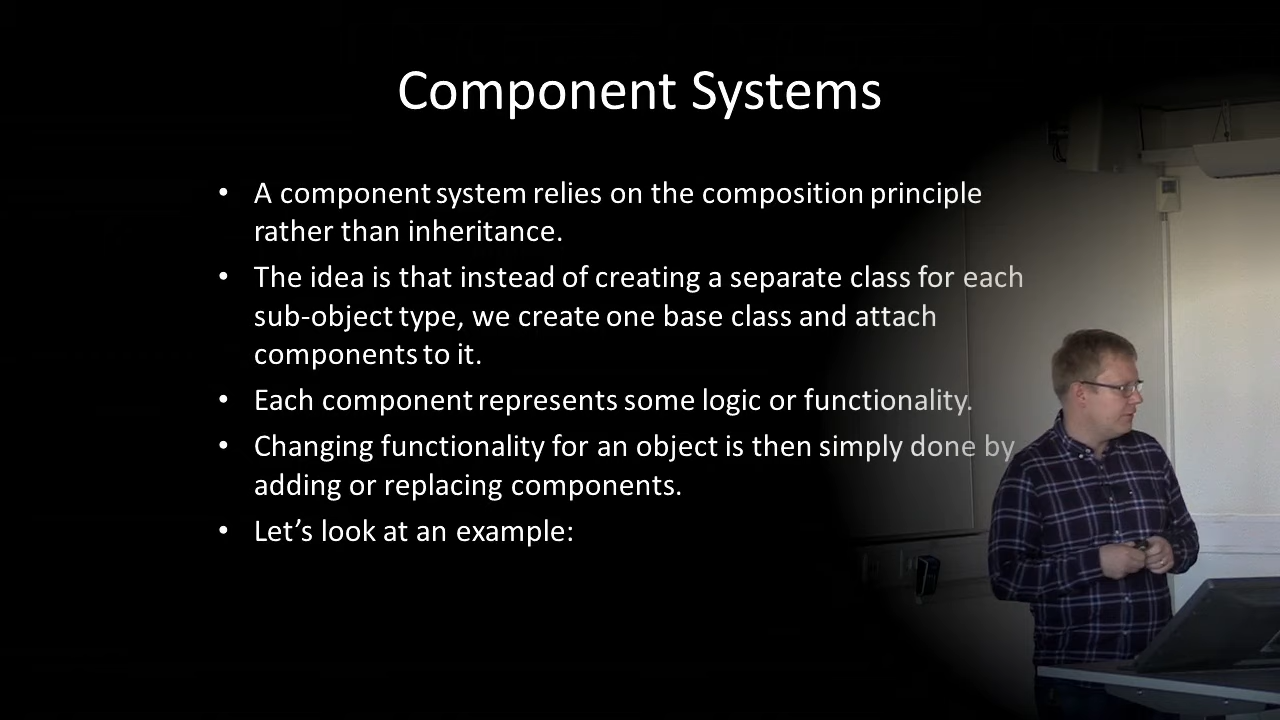 Component Systems
• A component system relies on the composition principle
rather than inheritance.
• The idea is that instead of creating a separate class for each
sub-object type, we create one base class and attach
components to it.
• Each component represents some logic or functionality.
• Changing functionality for an object is then simply done by
adding or replacing components.
• Let’s look at an example: